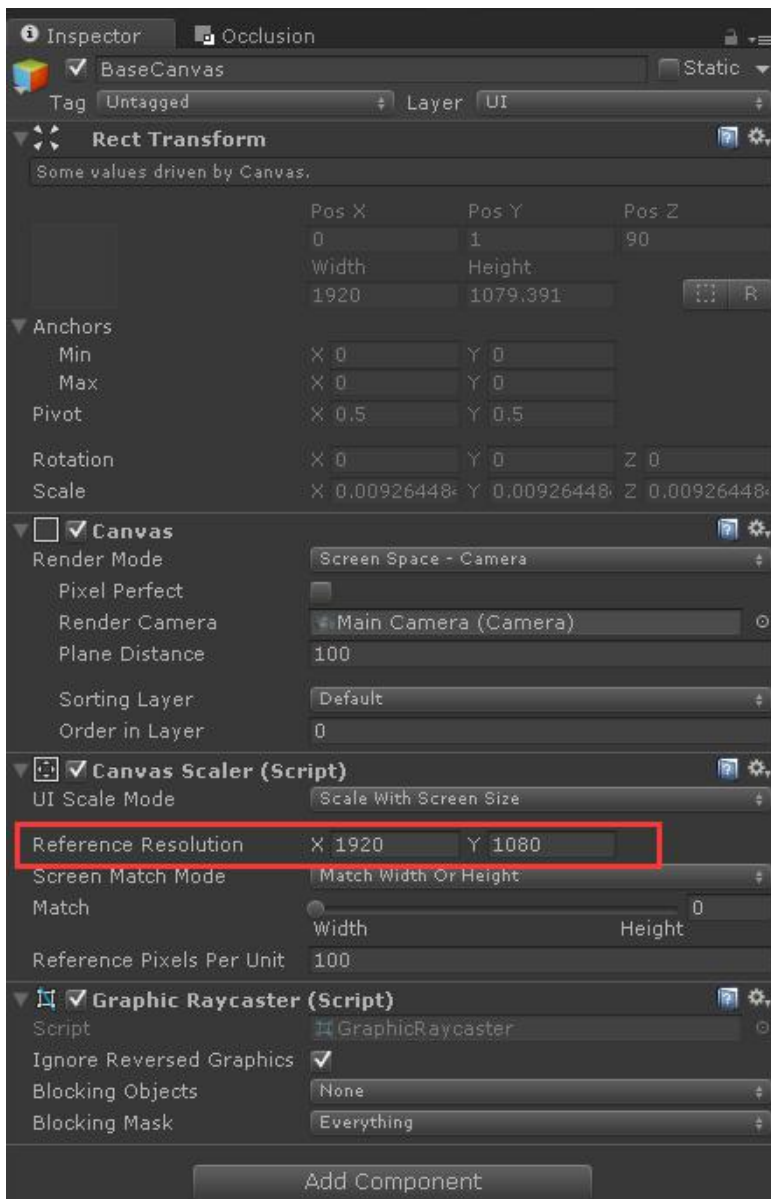 Inspector Occlusion
BaseCanvas Static
Tag Untagged Layer UI
Rect Transform
Some values driven by Canvas.
Pos X Pos Y Pos Z
0 1 90
Width Height
1920 1079.391 R
Anchors
Min X 0 Y 0
Max X 0 Y 0
Pivot X 0.5 Y 0.5
Rotation X 0 Y 0 Z 0
Scale X 0.00926448 Y 0.00926448 Z 0.00926448
Canvas
Render Mode Screen Space - Camera
Pixel Perfect
Render Camera Main Camera (Camera)
Plane Distance 100
Sorting Layer Default
Order in Layer 0
Canvas Scaler (Script)
UI Scale Mode Scale With Screen Size
Reference Resolution X 1920 Y 1080
Screen Match Mode Match Width Or Height
Match 0
Width Height
Reference Pixels Per Unit 100
Graphic Raycaster (Script)
Script GraphicRaycaster
Ignore Reversed Graphics
Blocking Objects None
Blocking Mask Everything
Add Component